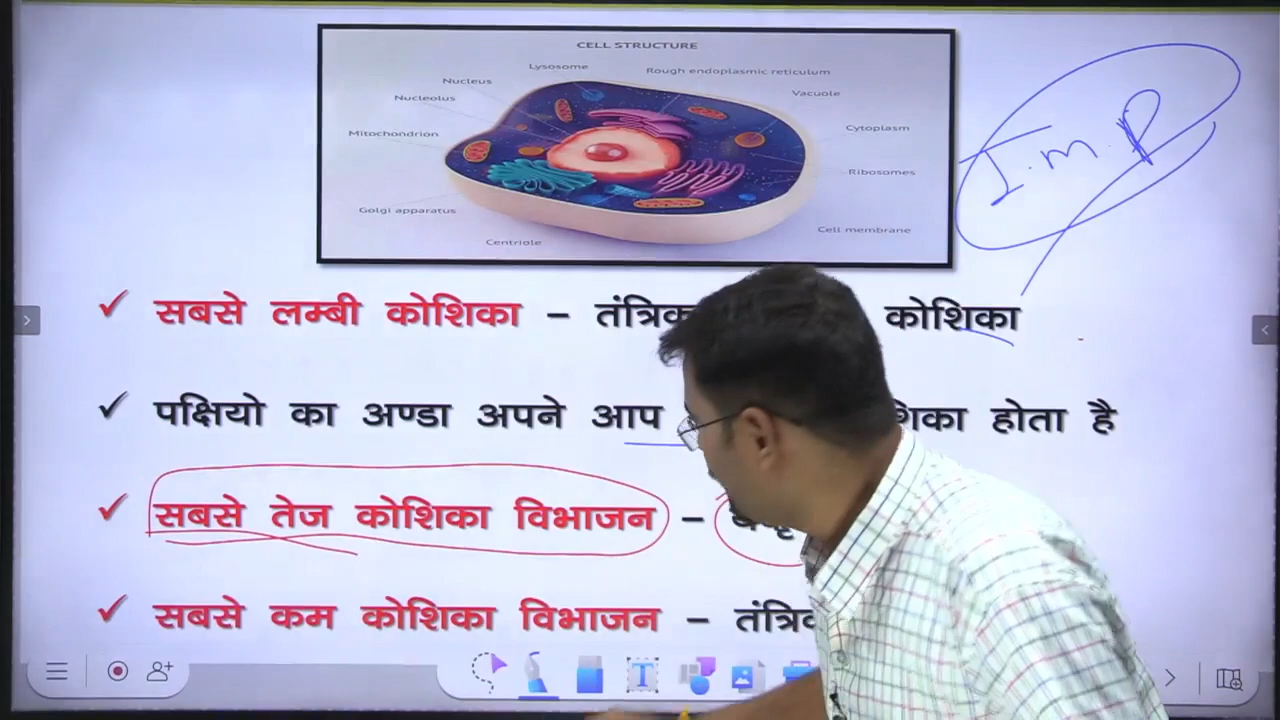 CELL STRUCTURE
Lysosome
Rough endoplasmic reticulum
Nucleus
Vacuole
Nucleolus
Cytoplasm
Mitochondrion
Ribosomes
Golgi apparatus
Cell membrane
Centriole
I.m.P
✓ सबसे लम्बी कोशिका – कोशिका
✓ पक्षियो का अण्डा अपने आप होता है
✓ सबसे तेज कोशिका विभाजन –
✓ सबसे कम कोशिका विभाजन –
T